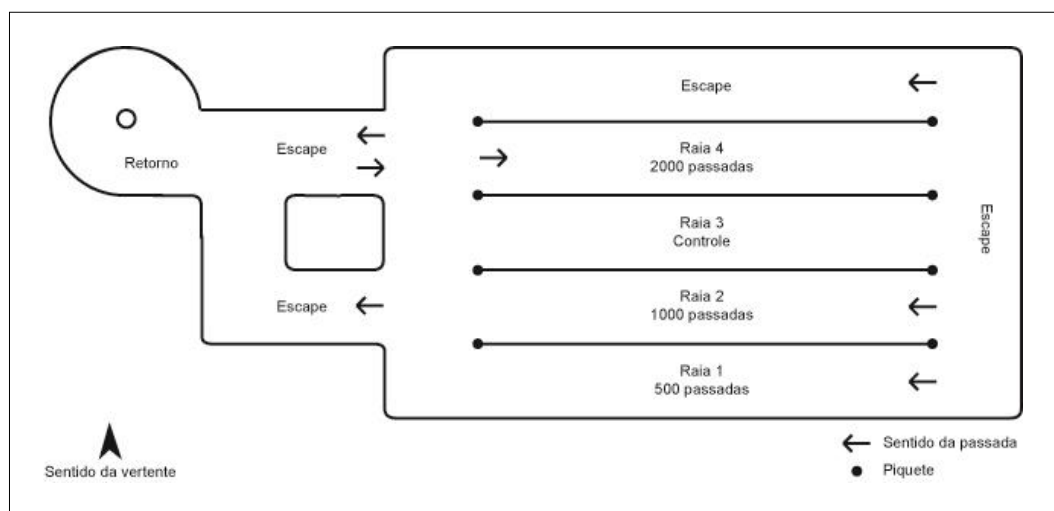 Escape
Raia 4
2000 passadas
Escape
Retorno
Escape
Raia 3
Controle
Raia 2
1000 passadas
Escape
Raia 1
500 passadas
Sentido da passada
Sentido da vertente
Piquete